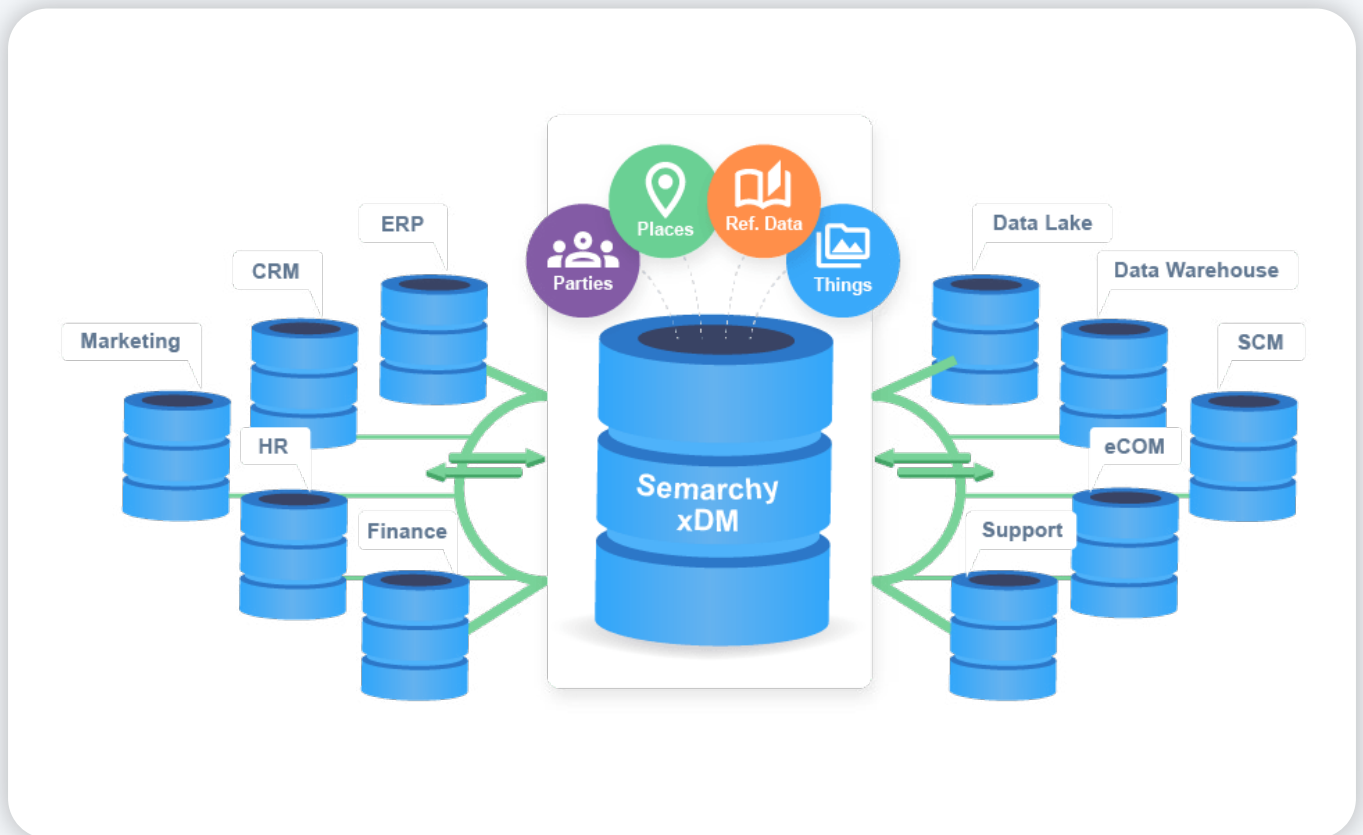 ERP
CRM
Marketing
HR
Finance
Parties
Places
Ref. Data
Things
Semarchy
xDM
Data Lake
Data Warehouse
SCM
eCOM
Support